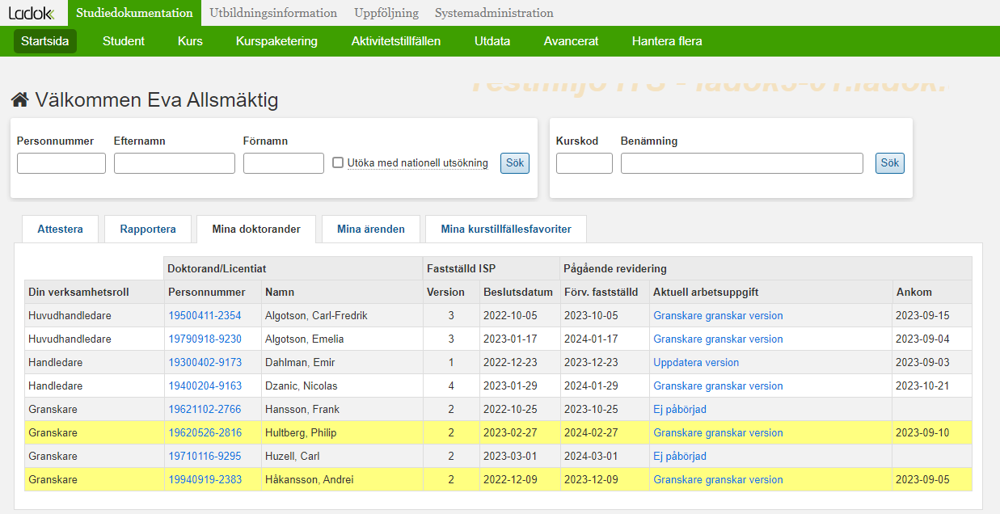 Ladok Studiedokumentation Utbildningsinformation Uppföljning Systemadministration
Startsida Student Kurs Kurspaketering Aktivitetstillfällen Utdata Avancerat Hantera flera
Välkommen Eva Allsmäktig
Personnummer Efternamn Förnamn
Utöka med nationell utsökning Sök
Kurskod Benämning
Sök
Attestera Rapportera Mina doktorander Mina ärenden Mina kurstillfällesfavoriter
Doktorand/Licentiat Fastställd ISP Pågående revidering
Din verksamhetsroll Personnummer Namn Version Beslutsdatum Förv. fastställd Aktuell arbetsuppgift Ankom
Huvudhandledare 19500411-2354 Algotson, Carl-Fredrik 3 2022-10-05 2023-10-05 Granskare granskar version 2023-09-15
Huvudhandledare 19790918-9230 Algotson, Emelia 3 2023-01-17 2024-01-17 Granskare granskar version 2023-09-04
Handledare 19300402-9173 Dahlman, Emir 1 2022-12-23 2023-12-23 Uppdatera version 2023-09-03
Handledare 19400204-9163 Dzanic, Nicolas 4 2023-01-29 2024-01-29 Granskare granskar version 2023-10-21
Granskare 19621102-2766 Hansson, Frank 2 2022-10-25 2023-10-25 Ej påbörjad
Granskare 19620526-2816 Hultberg, Philip 2 2023-02-27 2024-02-27 Granskare granskar version 2023-09-10
Granskare 19710116-9295 Huzell, Carl 2 2023-03-01 2024-03-01 Ej påbörjad
Granskare 19940919-2383 Håkansson, Andrei 2 2022-12-09 2023-12-09 Granskare granskar version 2023-09-05